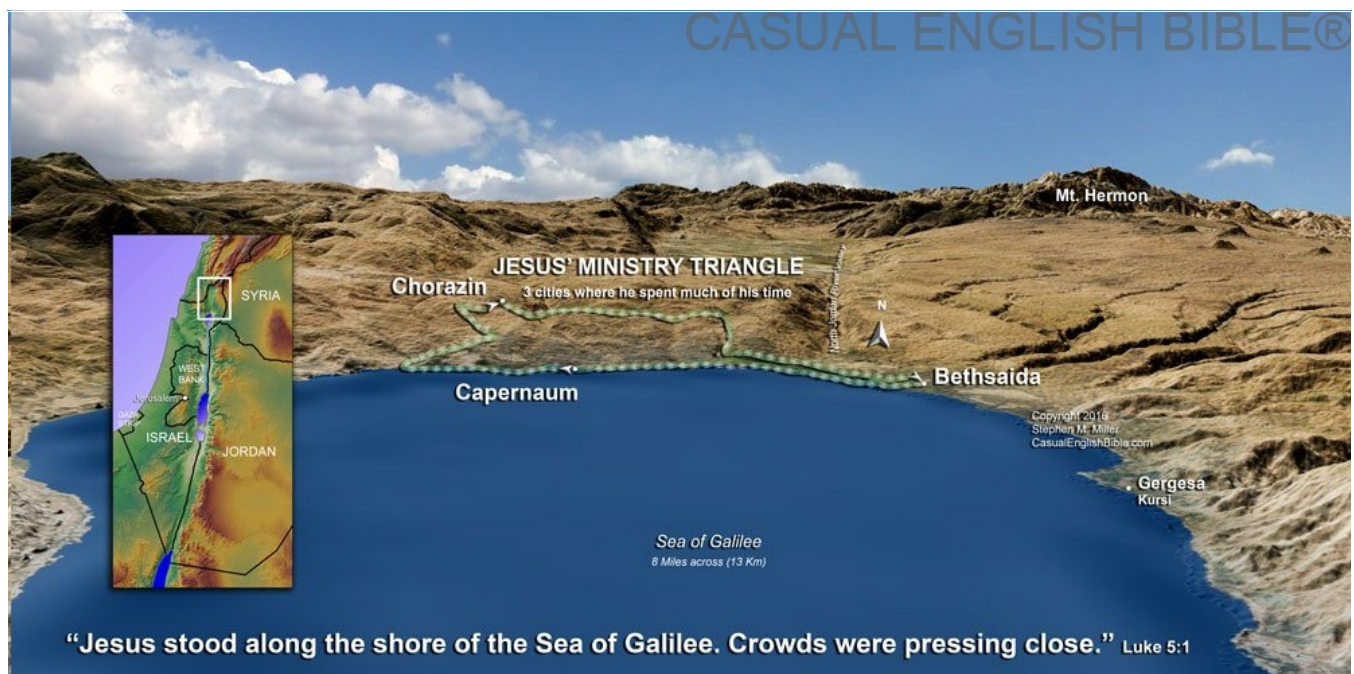 CASUAL ENGLISH BIBLE®
Mt. Hermon
JESUS’ MINISTRY TRIANGLE
3 cities where he spent much of his time
Chorazin
N
Capernaum
Bethsaida
Copyright 2016
Stephen M. Miller
CasualEnglishBible.com
Gergesa
Kursi
SYRIA
WEST
BANK
Jerusalem
GAZA
STRIP
ISRAEL
JORDAN
Sea of Galilee
8 Miles across (13 Km)
“Jesus stood along the shore of the Sea of Galilee. Crowds were pressing close.” Luke 5:1